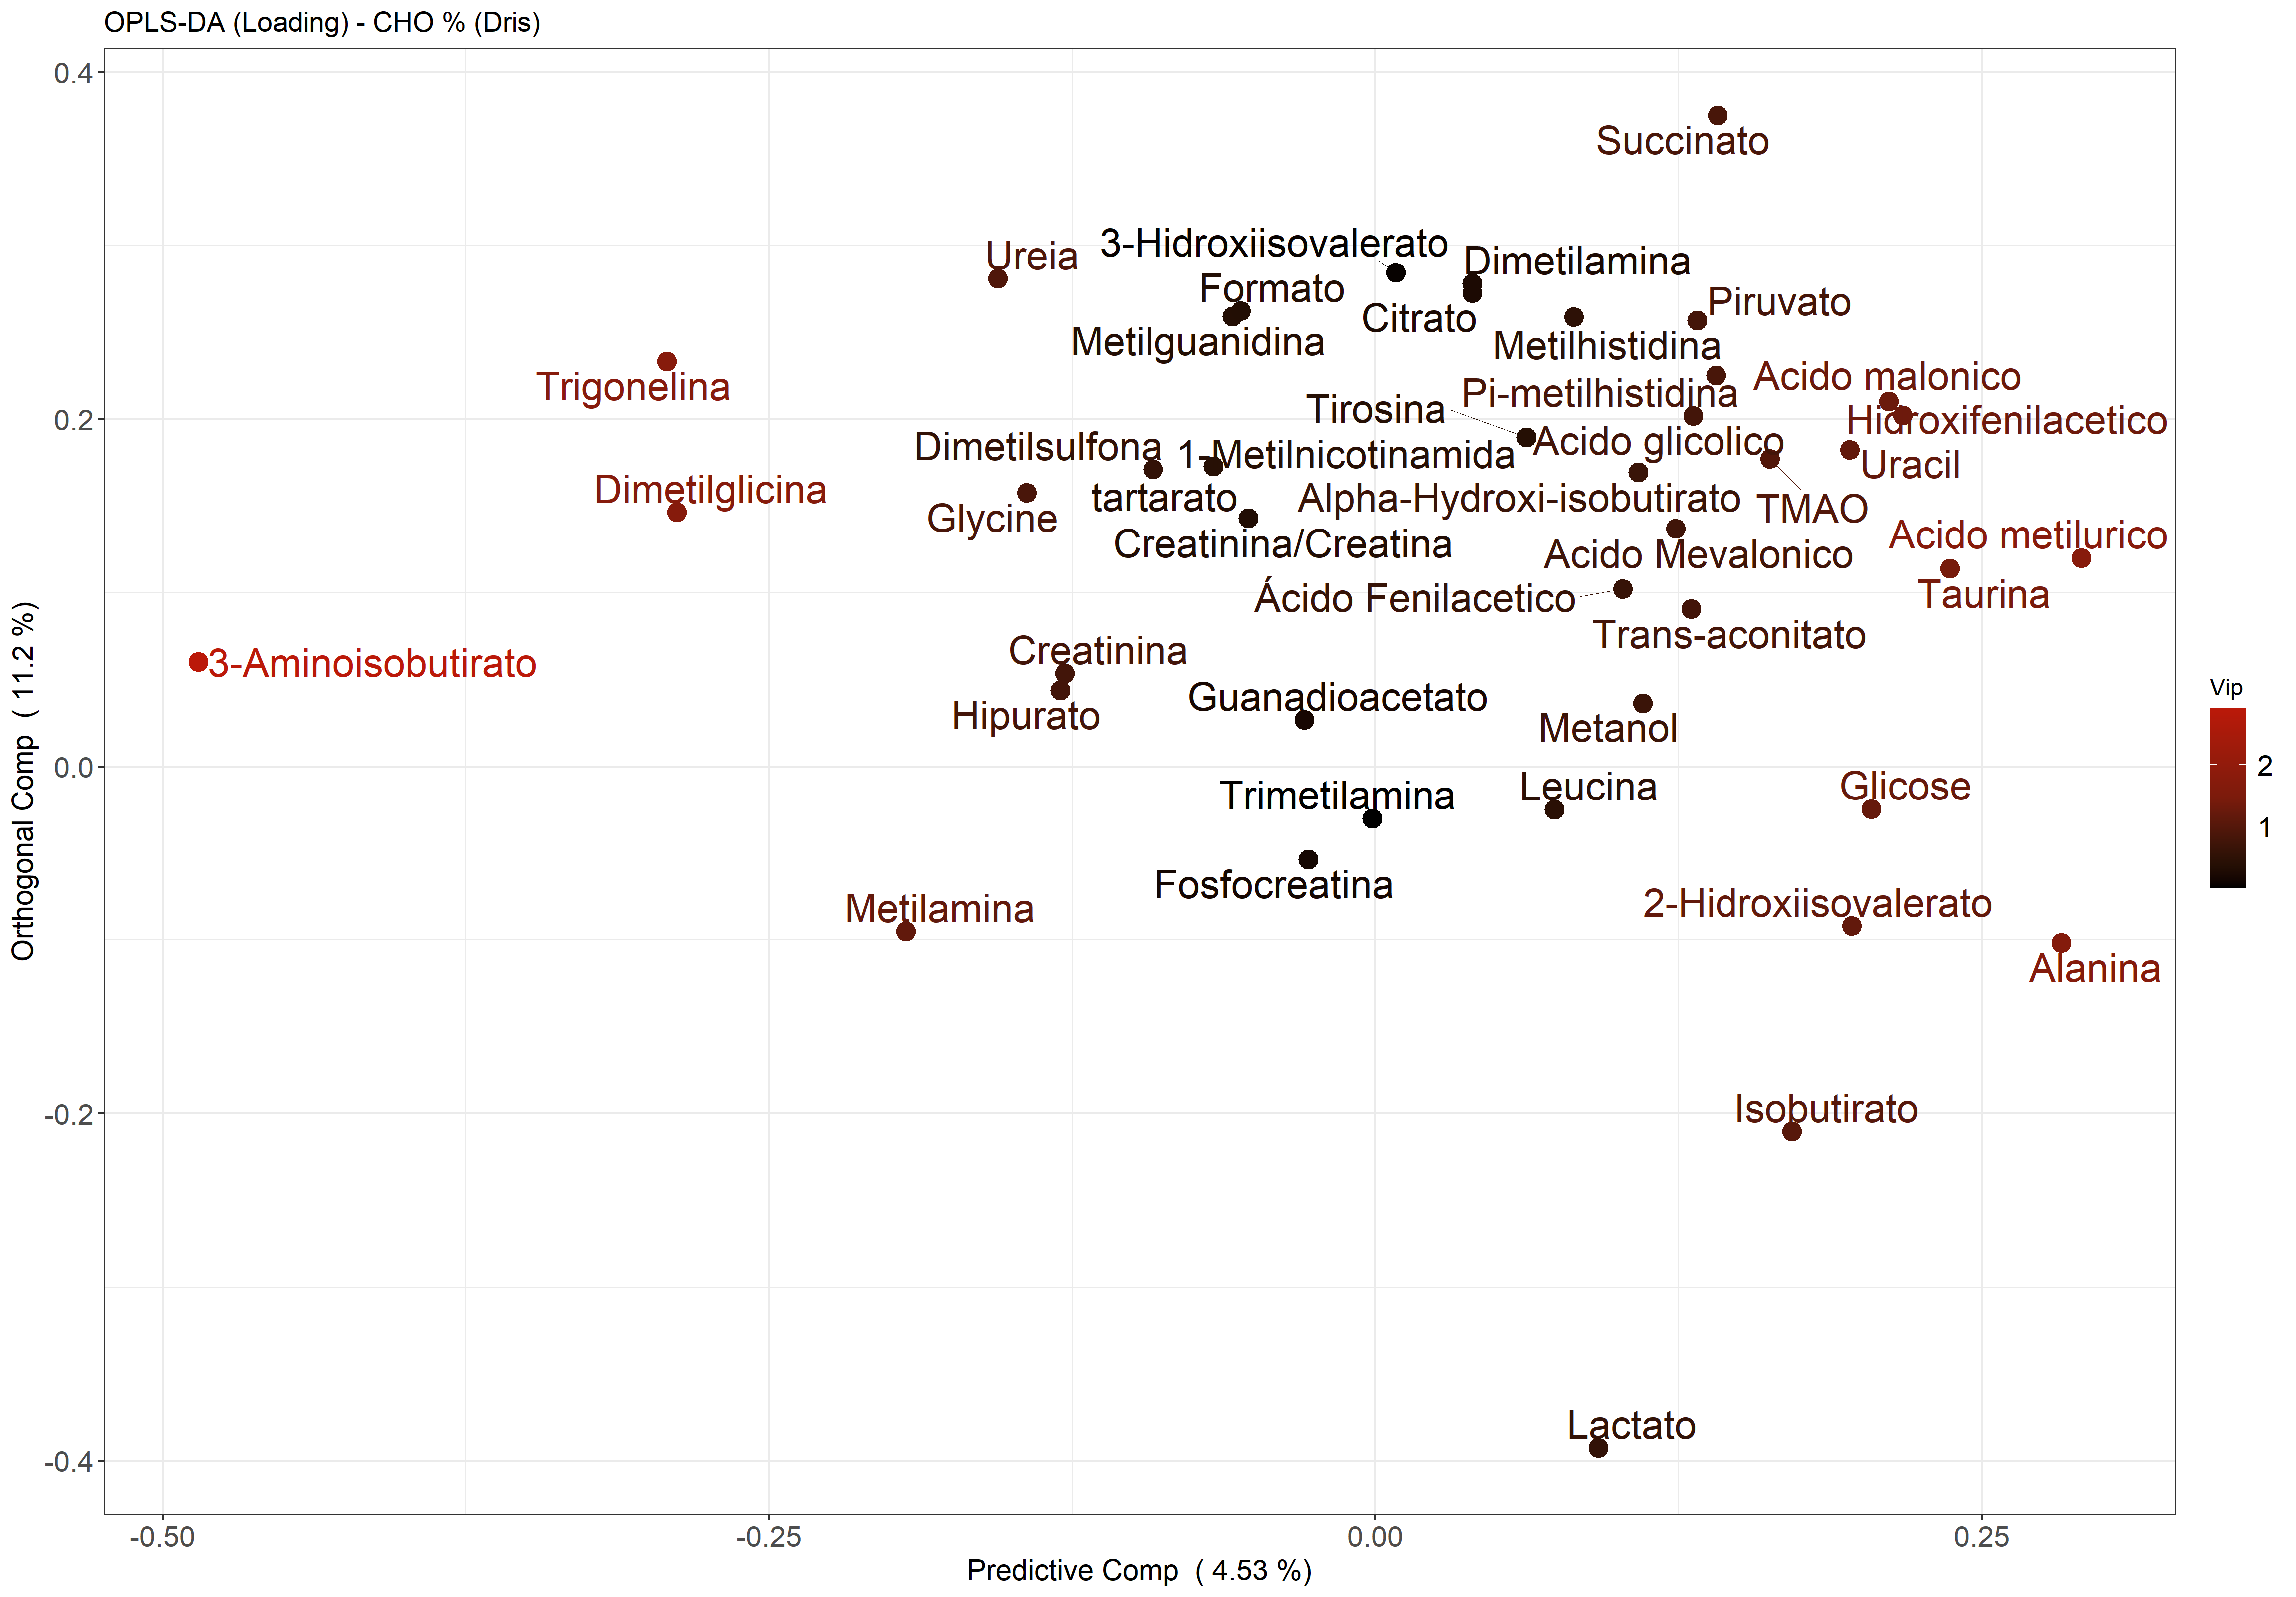 OPLS-DA (Loading) - CHO % (Dris)
0.4
Succinato
3-Hidroxiisovalerato
Ureia
Dimetilamina
Formato
Piruvato
Citrato
Metilguanidina
Metilhistidina
Trigonelina
Acido malonico
Pi-metilhistidina
Tirosina
0.2
Hidroxifenilacetico
Dimetilsulfona
Acido glicolico
1-Metilnicotinamida
Uracil
Dimetilglicina
tartarato
Alpha-Hydroxi-isobutirato
TMAO
Glycine
Acido metilurico
Creatinina/Creatina
Acido Mevalonico
Ácido Fenilacetico
Taurina
Trans-aconitato
Creatinina
3-Aminoisobutirato
Guanadioacetato
Hipurato
Metanol
0.0
Leucina
Glicose
Trimetilamina
Fosfocreatina
2-Hidroxiisovalerato
Metilamina
Alanina
-0.2
Isobutirato
Lactato
-0.4
-0.50
-0.25
0.00
0.25
Predictive Comp ( 4.53 %)
Orthogonal Comp ( 11.2 %)
Vip
2
1